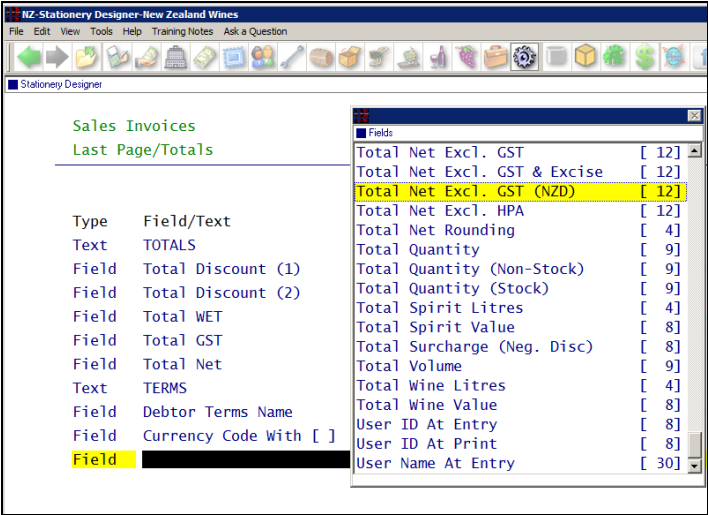 NZ-Stationery Designer-New Zealand Wines
File Edit View Tools Help Training Notes Ask a Question
Stationery Designer
Sales Invoices
Last Page/Totals
Type Field/Text
Text TOTALS
Field Total Discount (1)
Field Total Discount (2)
Field Total WET
Field Total GST
Field Total Net
Text TERMS
Field Debtor Terms Name
Field Currency Code With [ ]
Field
Fields
Total Net Excl. GST [ 12]
Total Net Excl. GST & Excise [ 12]
Total Net Excl. GST (NZD) [ 12]
Total Net Excl. HPA [ 12]
Total Net Rounding [ 4]
Total Quantity [ 9]
Total Quantity (Non-Stock) [ 9]
Total Quantity (Stock) [ 9]
Total Spirit Litres [ 4]
Total Spirit Value [ 8]
Total Surcharge (Neg. Disc) [ 8]
Total Volume [ 9]
Total Wine Litres [ 4]
Total Wine Value [ 8]
User ID At Entry [ 8]
User ID At Print [ 8]
User Name At Entry [ 30]